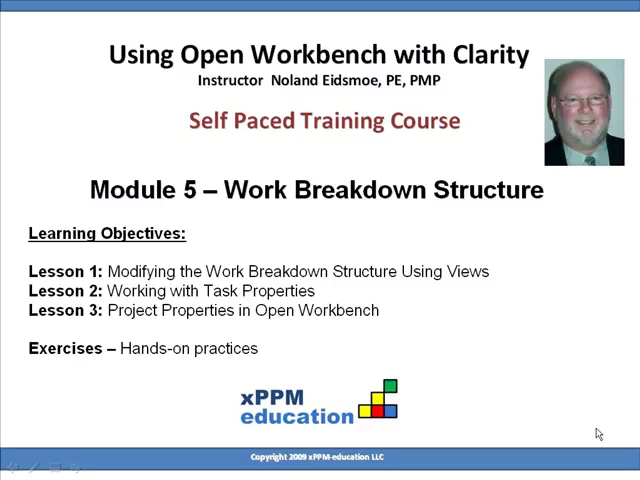 Using Open Workbench with Clarity
Instructor Noland Eidsmoe, PE, PMP
Self Paced Training Course
Module 5 – Work Breakdown Structure
Learning Objectives:
Lesson 1: Modifying the Work Breakdown Structure Using Views
Lesson 2: Working with Task Properties
Lesson 3: Project Properties in Open Workbench
Exercises – Hands-on practices
xPPM
education
Copyright 2009 xPPM-education LLC